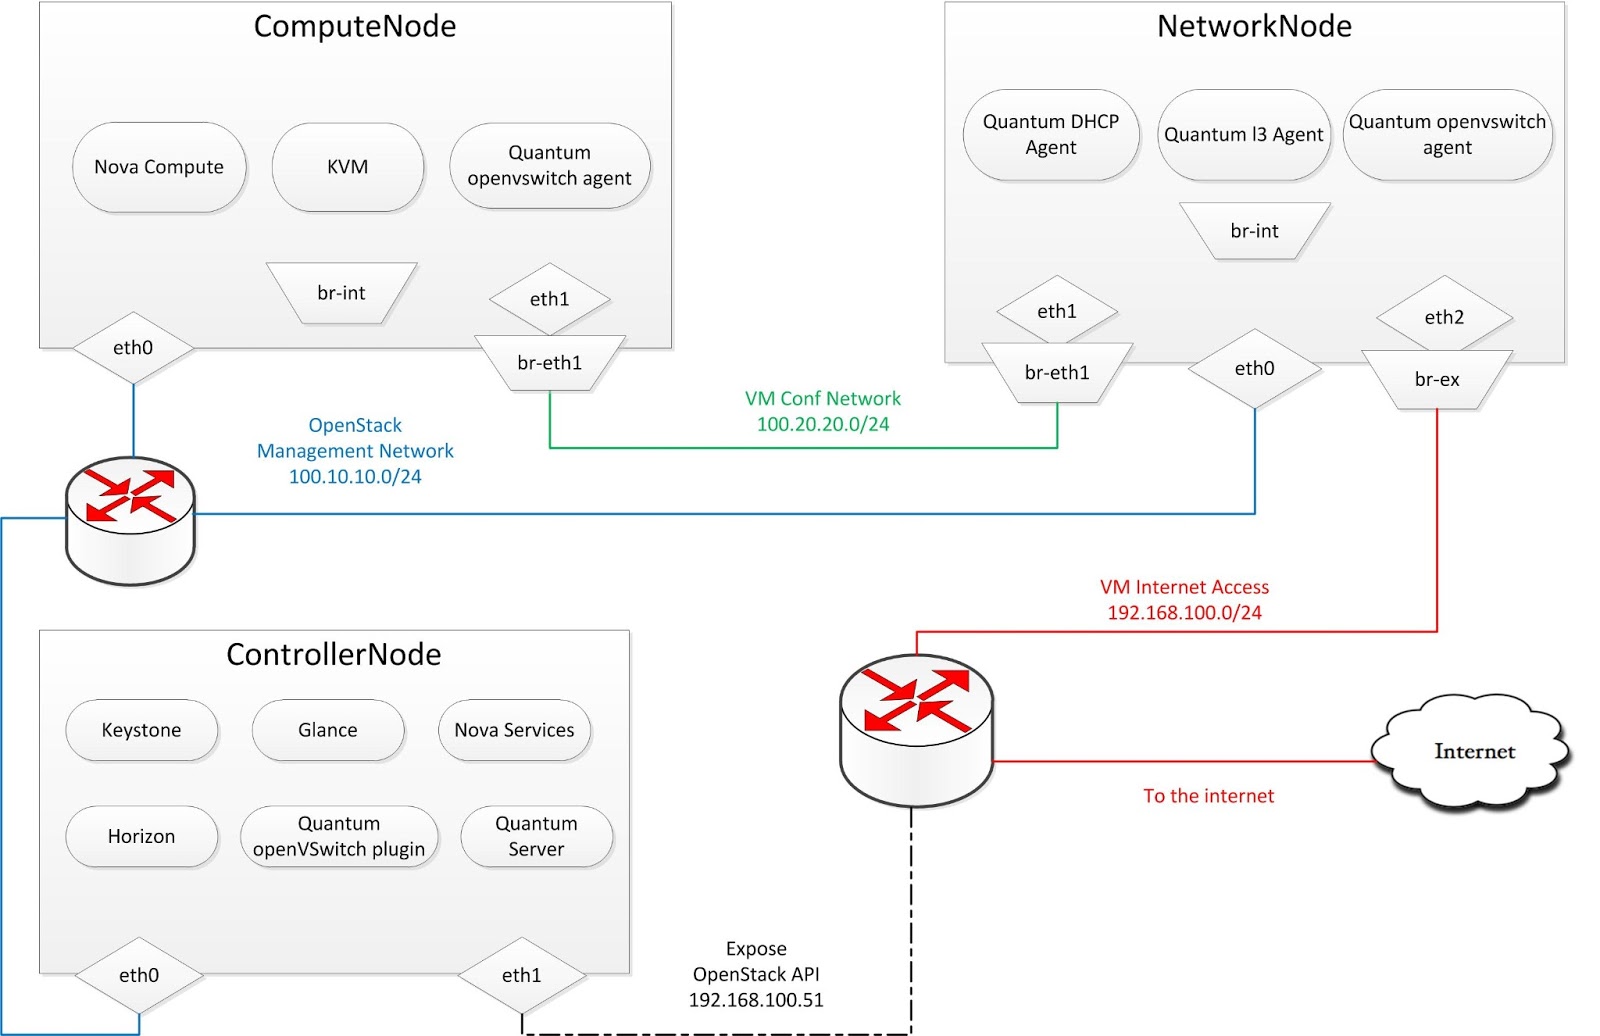 ComputeNode
Nova Compute
KVM
Quantum
openvswitch agent
br-int
eth1
eth0
br-eth1
NetworkNode
Quantum DHCP
Agent
Quantum l3 Agent
Quantum openvswitch
agent
br-int
eth1
eth2
br-eth1
eth0
br-ex
VM Conf Network
100.20.20.0/24
OpenStack
Management Network
100.10.10.0/24
VM Internet Access
192.168.100.0/24
ControllerNode
Keystone
Glance
Nova Services
Horizon
Quantum
openVSwitch plugin
Quantum
Server
eth0
eth1
Internet
To the internet
Expose
OpenStack API
192.168.100.51